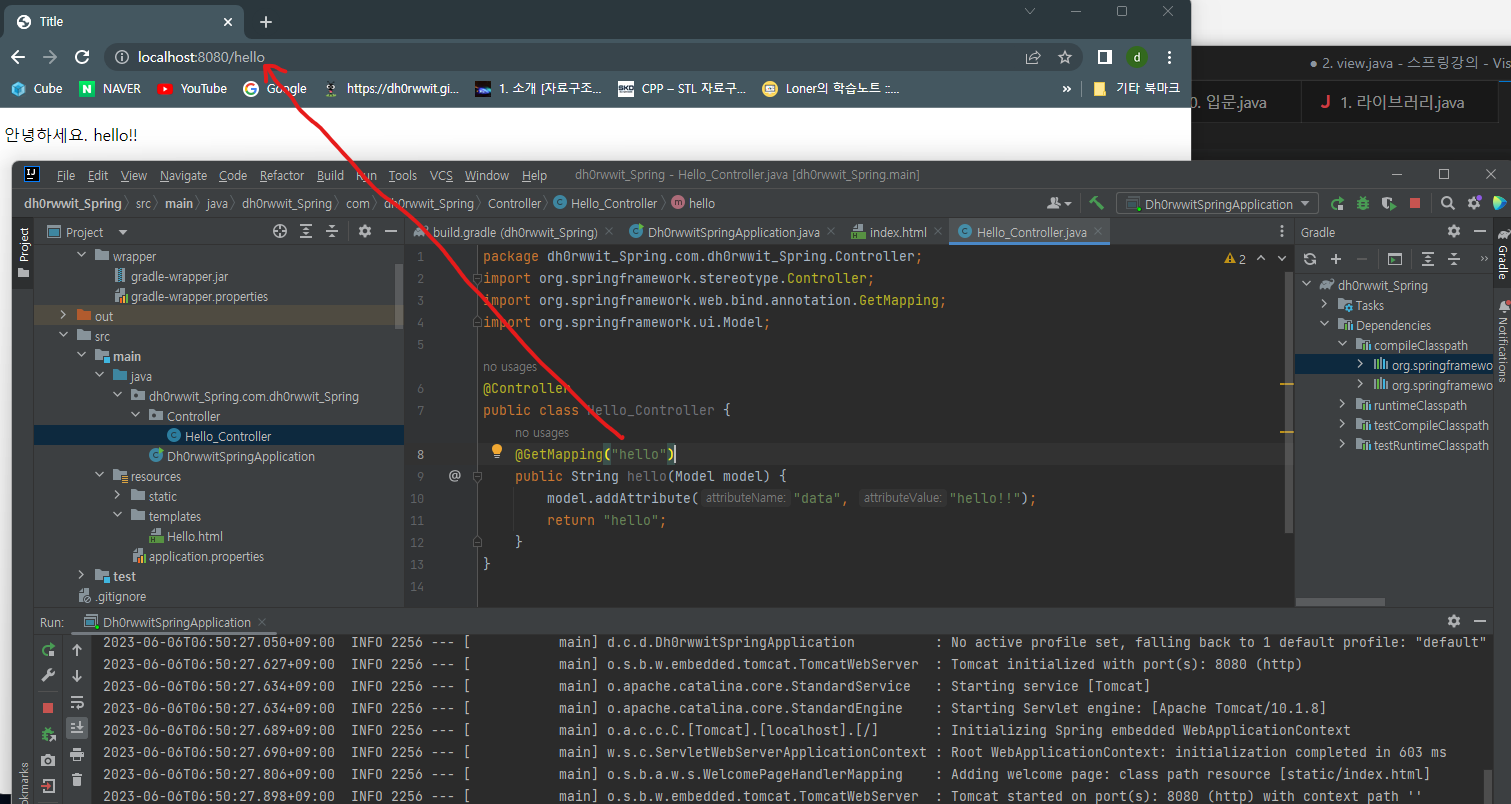 Title
localhost:8080/hello
d
Cube NAVER YouTube Google https://dh0rwwit.gi... 1. 소개 [자료구조... CPP – STL 자료구... Loner의 학습노트 ::... » 기타 북마크
● 2. view.java - 스프링강의 - Vis
0. 입문.java J 1. 라이브러리.java
안녕하세요. hello!!
File Edit View Navigate Code Refactor Build Run Tools VCS Window Help dh0rwwit_Spring - Hello_Controller.java [dh0rwwit_Spring.main]
dh0rwwit_Spring src main java dh0rwwit_Spring com dh0rwwit_Spring Controller Hello_Controller hello Dh0rwwitSpringApplication
Project
build.gradle (dh0rwwit_Spring) Dh0rwwitSpringApplication.java index.html Hello_Controller.java
Gradle
Project
wrapper
gradle-wrapper.jar
gradle-wrapper.properties
out
src
main
java
dh0rwwit_Spring.com.dh0rwwit_Spring
Controller
Hello_Controller
Dh0rwwitSpringApplication
resources
static
templates
Hello.html
application.properties
test
.gitignore
1 package dh0rwwit_Spring.com.dh0rwwit_Spring.Controller;
2 import org.springframework.stereotype.Controller;
3 import org.springframework.web.bind.annotation.GetMapping;
4 import org.springframework.ui.Model;
5
no usages
6 @Controller
7 public class Hello_Controller {
no usages
8 @GetMapping("hello")
9 @ public String hello(Model model) {
10 model.addAttribute( attributeName: "data", attributeValue: "hello!!");
11 return "hello";
12 }
13 }
14
2
dh0rwwit_Spring
Tasks
Dependencies
compileClasspath
org.springframewo
org.springframewo
runtimeClasspath
testCompileClasspath
testRuntimeClasspath
Gradle
Notifications
Run: Dh0rwwitSpringApplication
2023-06-06T06:50:27.050+09:00 INFO 2256 --- [ main] d.c.d.Dh0rwwitSpringApplication : No active profile set, falling back to 1 default profile: "default"
2023-06-06T06:50:27.627+09:00 INFO 2256 --- [ main] o.s.b.w.embedded.tomcat.TomcatWebServer : Tomcat initialized with port(s): 8080 (http)
2023-06-06T06:50:27.634+09:00 INFO 2256 --- [ main] o.apache.catalina.core.StandardService : Starting service [Tomcat]
2023-06-06T06:50:27.634+09:00 INFO 2256 --- [ main] o.apache.catalina.core.StandardEngine : Starting Servlet engine: [Apache Tomcat/10.1.8]
2023-06-06T06:50:27.689+09:00 INFO 2256 --- [ main] o.a.c.c.C.[Tomcat].[localhost].[/] : Initializing Spring embedded WebApplicationContext
2023-06-06T06:50:27.690+09:00 INFO 2256 --- [ main] w.s.c.ServletWebServerApplicationContext : Root WebApplicationContext: initialization completed in 603 ms
2023-06-06T06:50:27.806+09:00 INFO 2256 --- [ main] o.s.b.a.w.s.WelcomePageHandlerMapping : Adding welcome page: class path resource [static/index.html]
2023-06-06T06:50:27.898+09:00 INFO 2256 --- [ main] o.s.b.w.embedded.tomcat.TomcatWebServer : Tomcat started on port(s): 8080 (http) with context path ''
okmarks